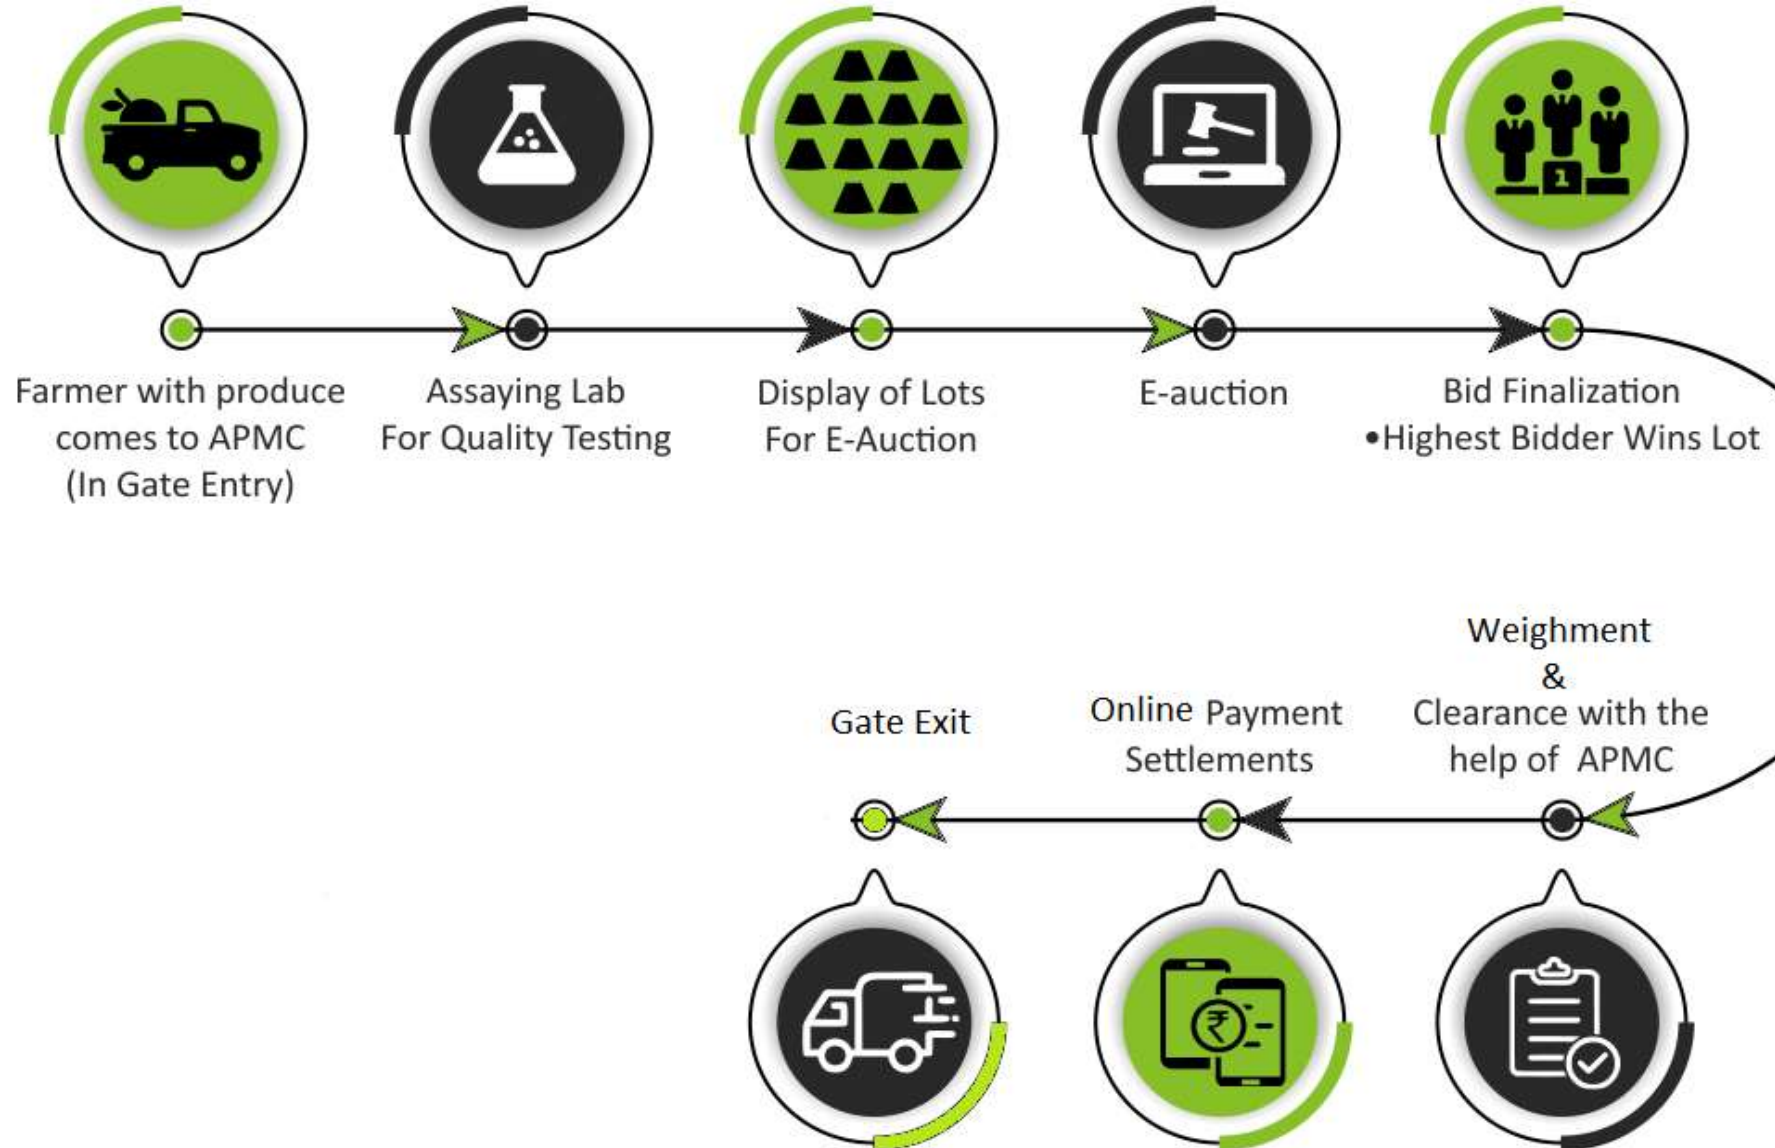 Farmer with produce
comes to APMC
(In Gate Entry)
Assaying Lab
For Quality Testing
Display of Lots
For E-Auction
E-auction
1
Bid Finalization
•Highest Bidder Wins Lot
Weighment
&
Clearance with the
help of APMC
Online Payment
Settlements
₹
Gate Exit